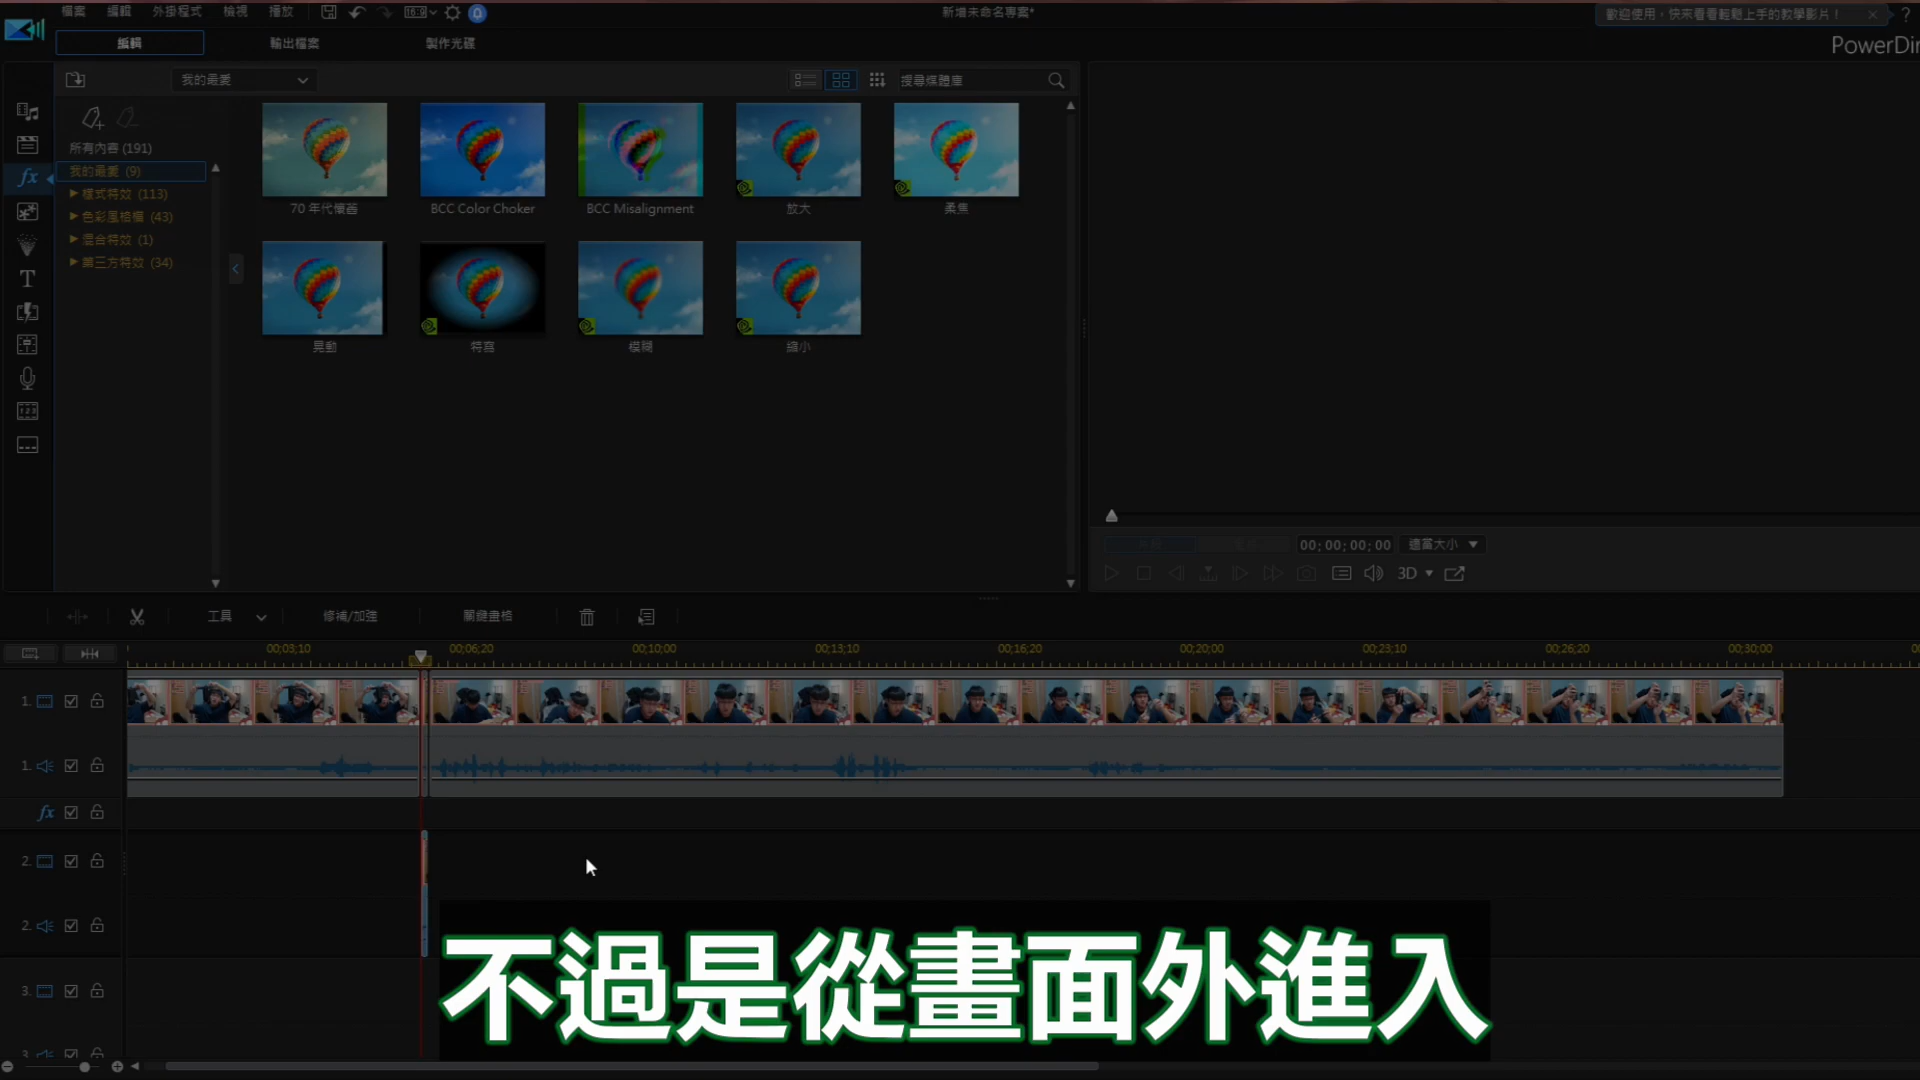 檔案 編輯 外掛程式 檢視 播放 16:9 新增未命名專案*
歡迎使用，快來看看輕鬆上手的教學影片！ × ?
編輯 輸出檔案 製作光碟
PowerDir
我的最愛 搜尋媒體庫
所有內容 (191)
我的最愛 (9)
樣式特效 (113)
色彩風格檔 (43)
混合特效 (1)
第三方特效 (34)
70 年代懷舊 BCC Color Choker BCC Misalignment 放大 柔焦
晃動 特寫 模糊 縮小
00;00;00;00 適當大小
3D
工具 修補/加強 關鍵畫格
00;03;10 00;06;20 00;10;00 00;13;10 00;16;20 00;20;00 00;23;10 00;26;20 00;30;00
1.
1.
fx
2.
2.
3.
3.
不過是從畫面外進入